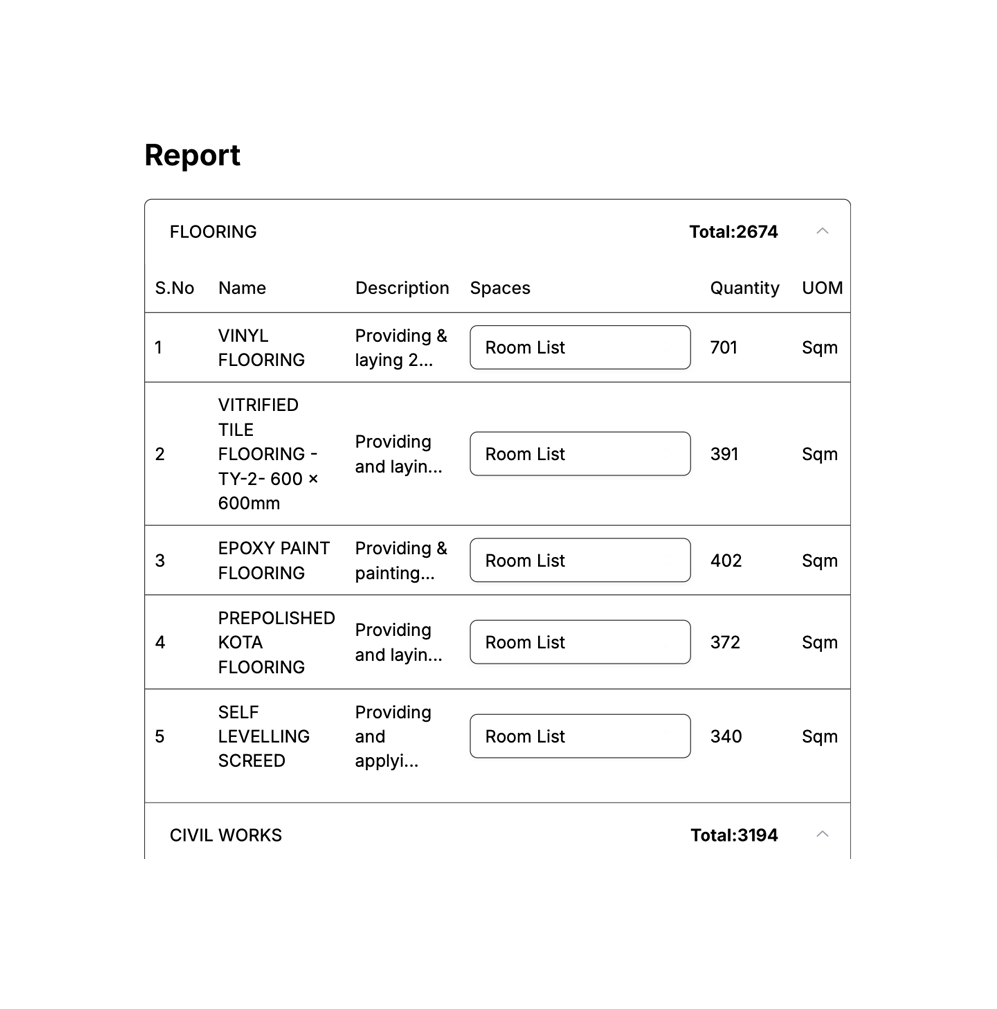 Report
FLOORING Total:2674
S.No Name Description Spaces Quantity UOM
1 VINYL FLOORING Providing & laying 2... Room List 701 Sqm
2 VITRIFIED TILE FLOORING - TY-2- 600 × 600mm Providing and layin... Room List 391 Sqm
3 EPOXY PAINT FLOORING Providing & painting... Room List 402 Sqm
4 PREPOLISHED KOTA FLOORING Providing and layin... Room List 372 Sqm
5 SELF LEVELLING SCREED Providing and applyi... Room List 340 Sqm
CIVIL WORKS Total:3194